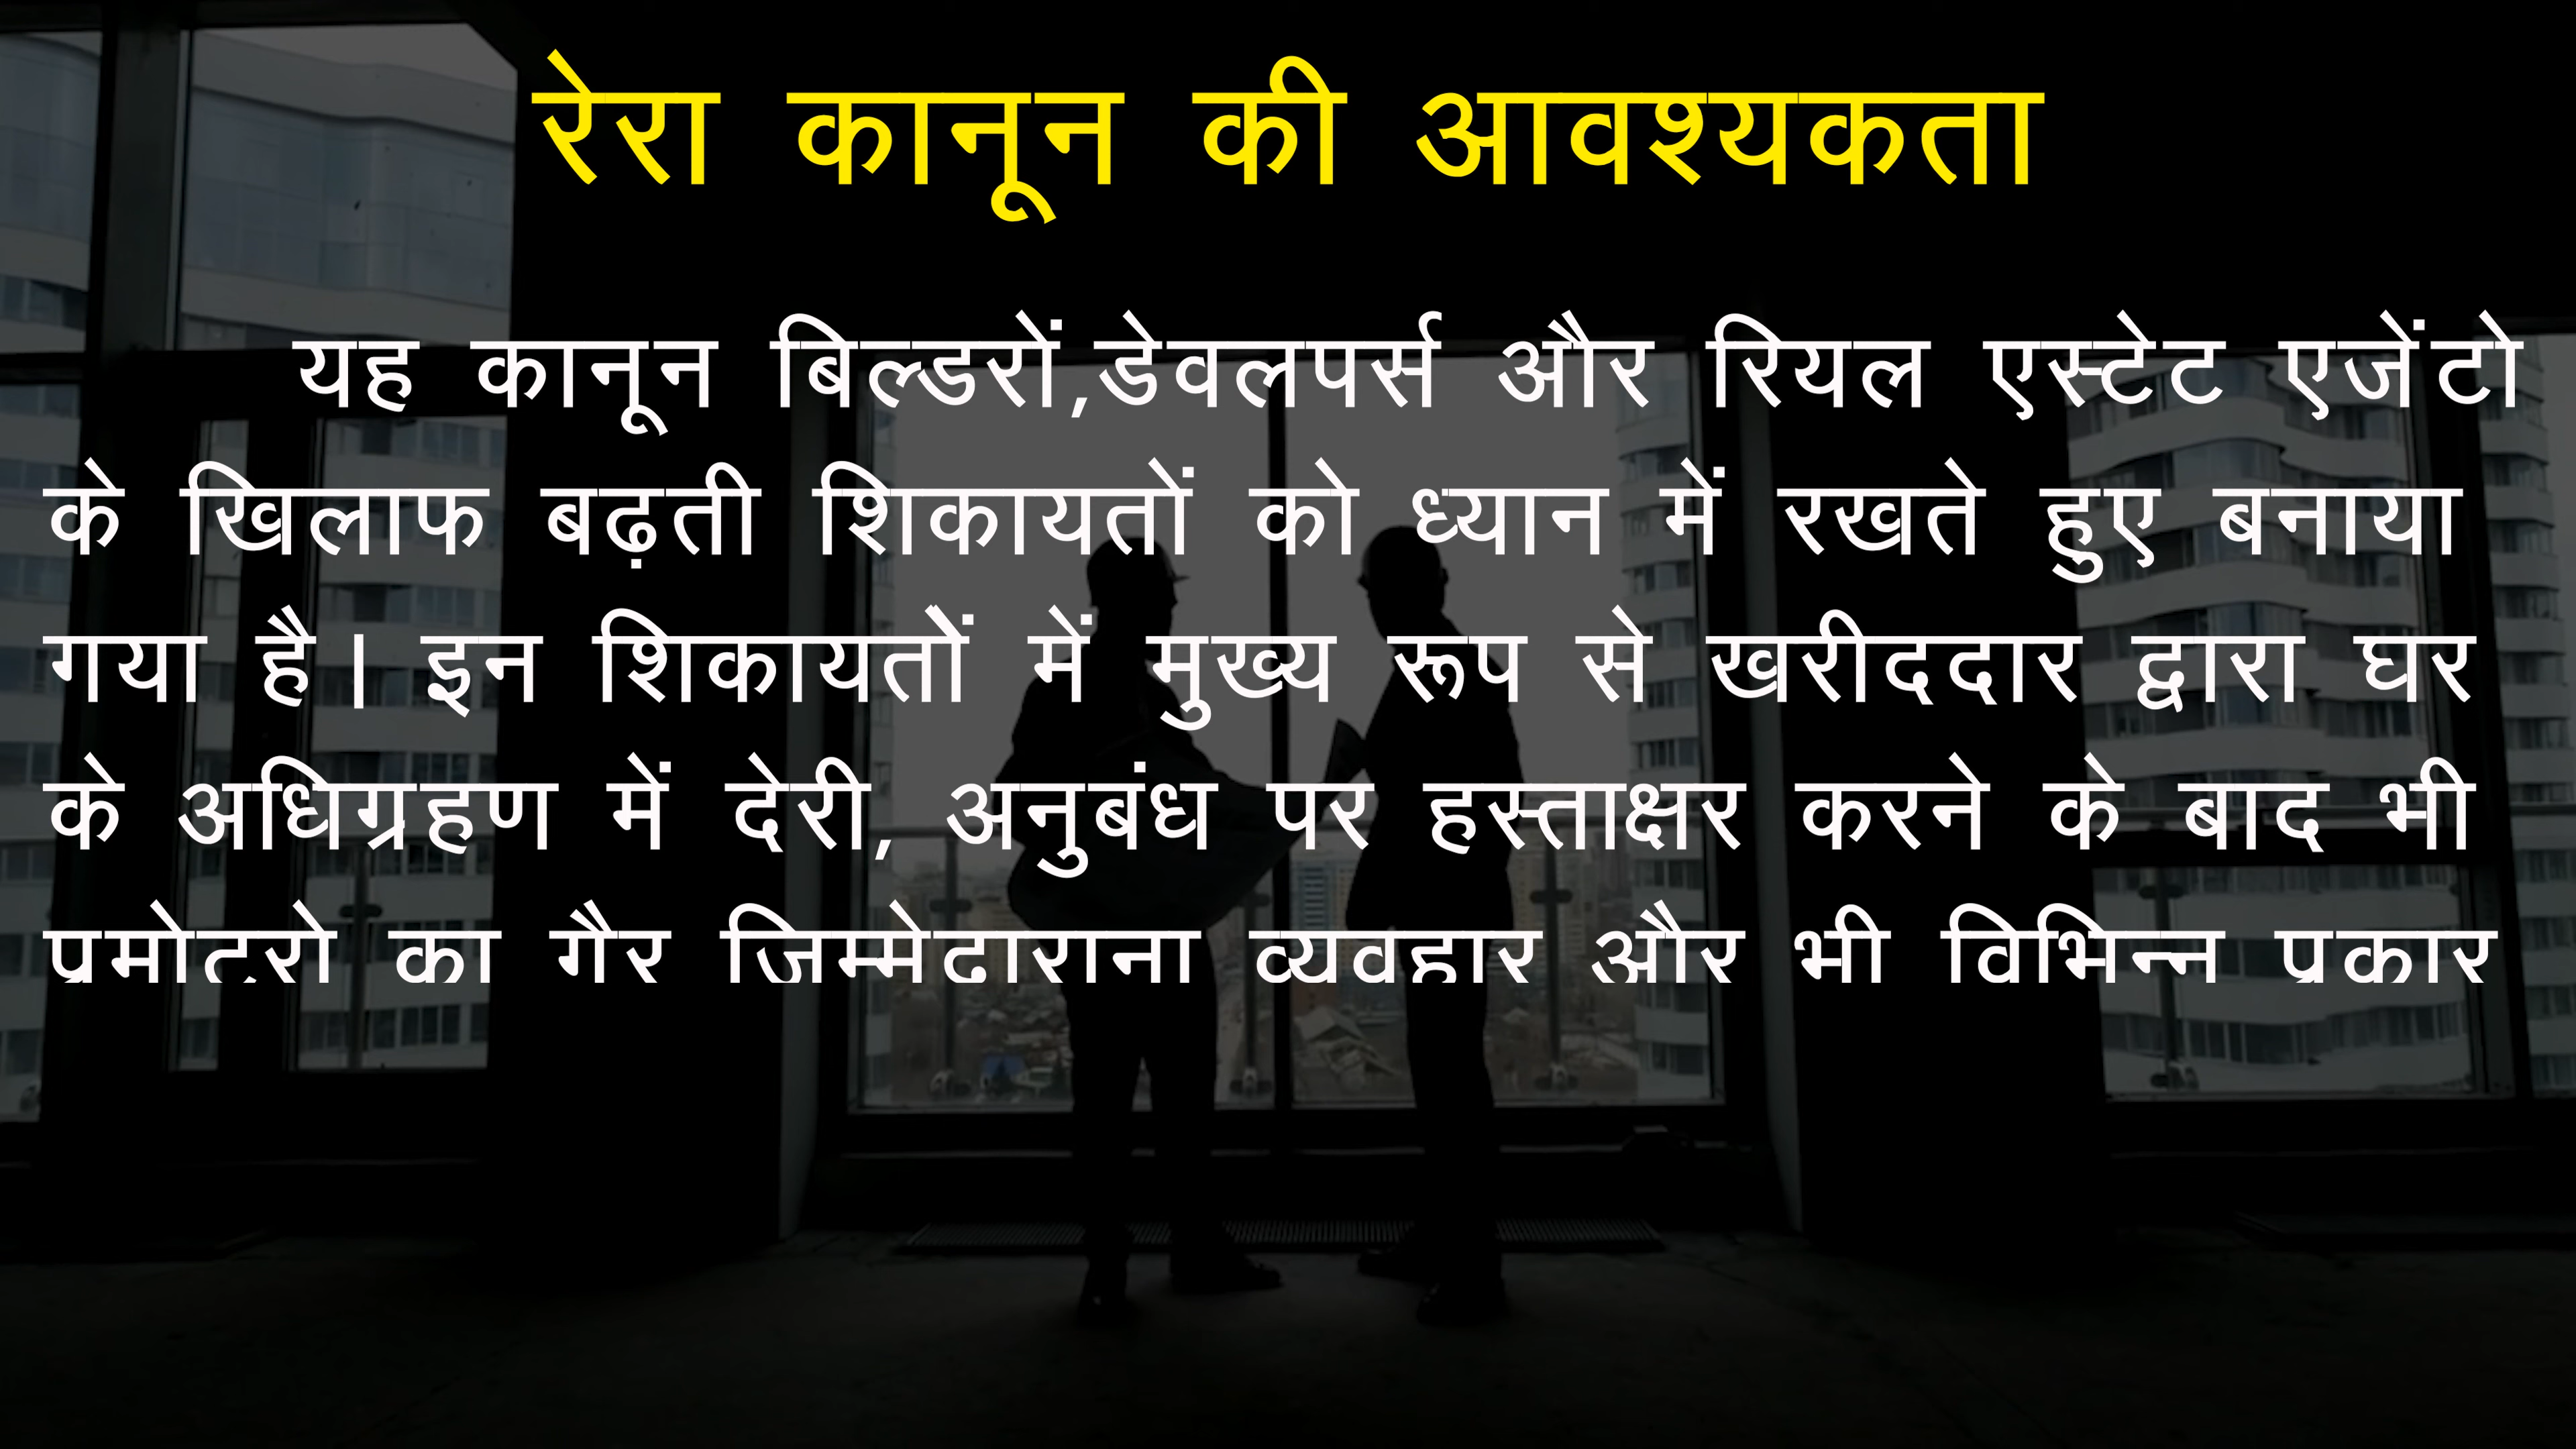 रेरा कानून की आवश्यकता
यह कानून बिल्डरों,डेवलपर्स और रियल एस्टेट एजेंटो
के खिलाफ बढ़ती शिकायतों को ध्यान में रखते हुए बनाया
गया है। इन शिकायतोें में मुख्य रूप से खरीददार द्वारा घर
के अधिग्रहण में देरी, अनुबंध पर हस्ताक्षर करने के बाद भी
प्रमोटरो का गैर जिम्मेदाराना व्यवहार और भी विभिन्न प्रकार